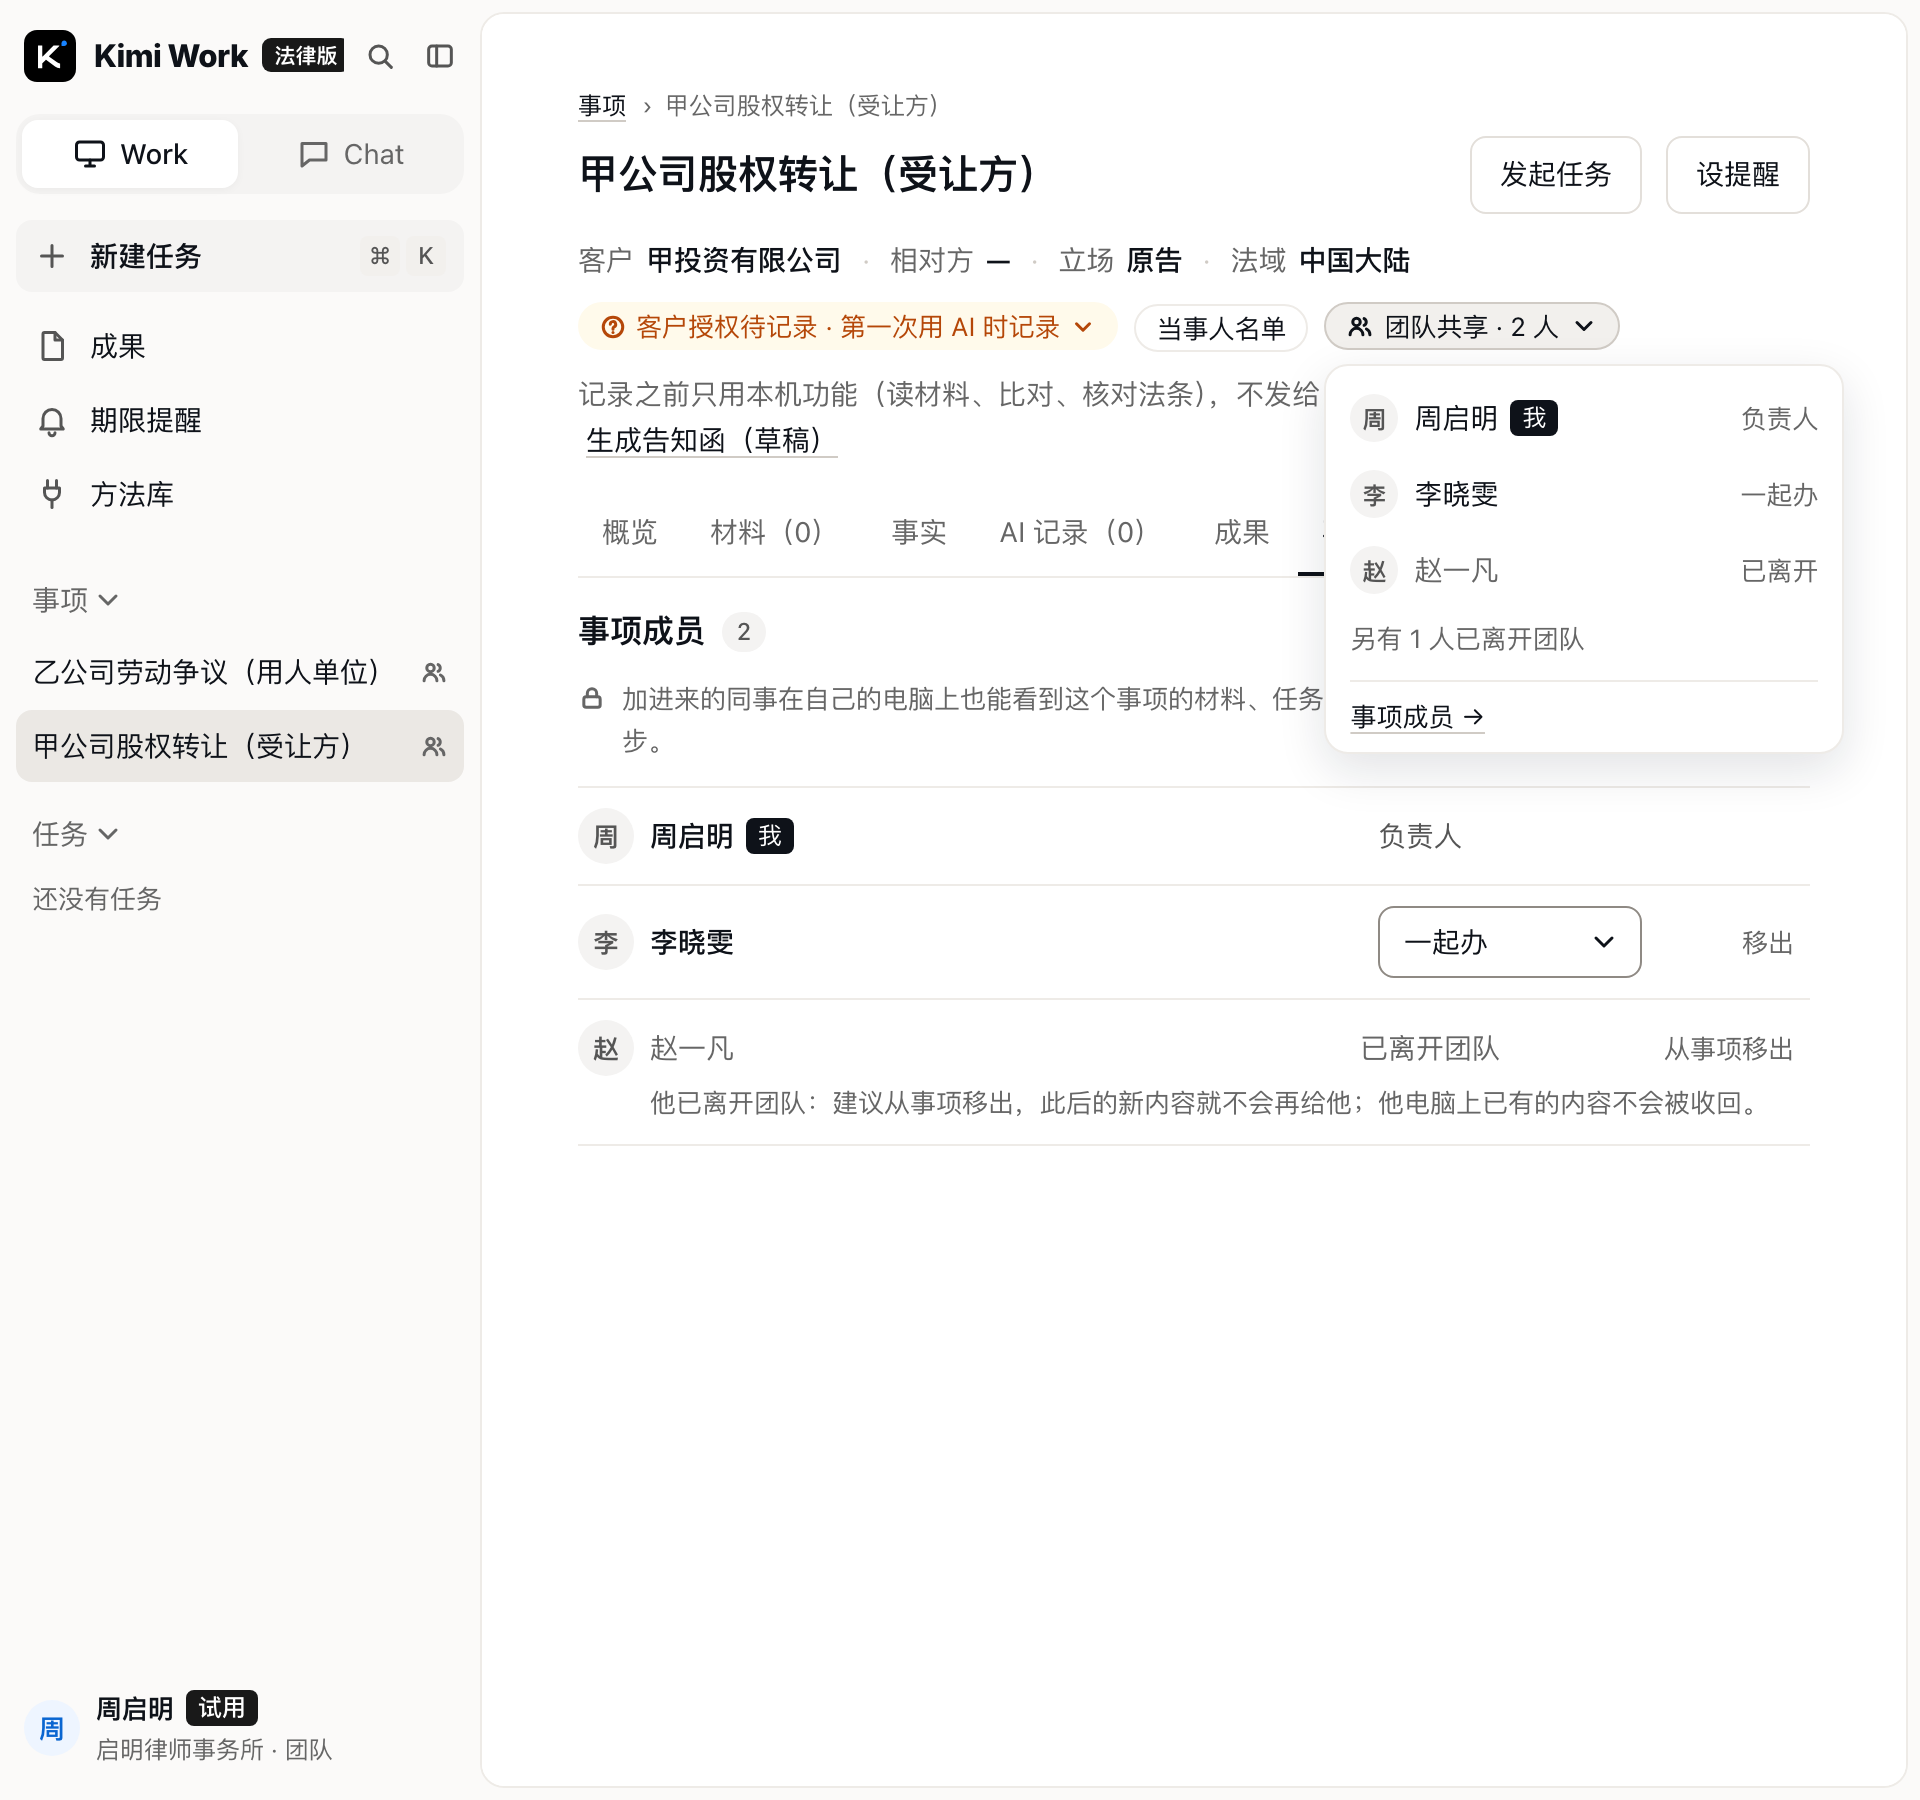 Kimi Work 法律版
Work
Chat
新建任务 ⌘ K
成果
期限提醒
方法库
事项
乙公司劳动争议（用人单位）
甲公司股权转让（受让方）
任务
还没有任务
周启明 试用
启明律师事务所 · 团队
事项 › 甲公司股权转让（受让方）
甲公司股权转让（受让方）
发起任务
设提醒
客户 甲投资有限公司 · 相对方 — · 立场 原告 · 法域 中国大陆
客户授权待记录 · 第一次用 AI 时记录
当事人名单
团队共享 · 2 人
记录之前只用本机功能（读材料、比对、核对法条），不发给
生成告知函（草稿）
周 周启明 我 负责人
李 李晓雯 一起办
赵 赵一凡 已离开
另有 1 人已离开团队
事项成员 →
概览
材料（0）
事实
AI 记录（0）
成果
事项成员 2
加进来的同事在自己的电脑上也能看到这个事项的材料、任务
步。
周 周启明 我 负责人
李 李晓雯 一起办 移出
赵 赵一凡 已离开团队 从事项移出
他已离开团队：建议从事项移出，此后的新内容就不会再给他；他电脑上已有的内容不会被收回。